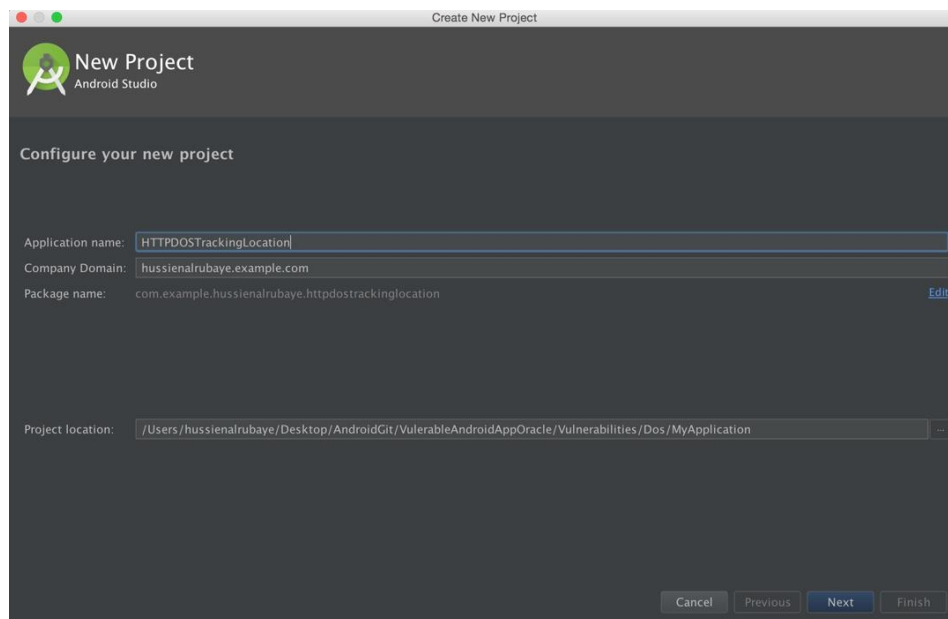 Create New Project
New Project
Android Studio
Configure your new project
Application name: HTTPDOSTrackingLocation
Company Domain: hussienalrubaye.example.com
Package name: com.example.hussienalrubaye.httpdostrackinglocation Edit
Project location: /Users/hussienalrubaye/Desktop/AndroidGit/VulerableAndroidAppOracle/Vulnerabilities/Dos/MyApplication ...
Cancel Previous Next Finish